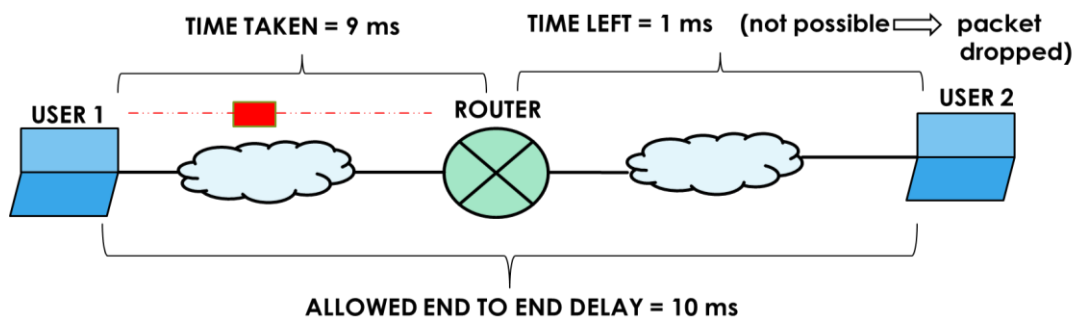 TIME TAKEN = 9 ms
TIME LEFT = 1 ms (not possible ⇒ packet
dropped)
USER 1
ROUTER
USER 2
ALLOWED END TO END DELAY = 10 ms